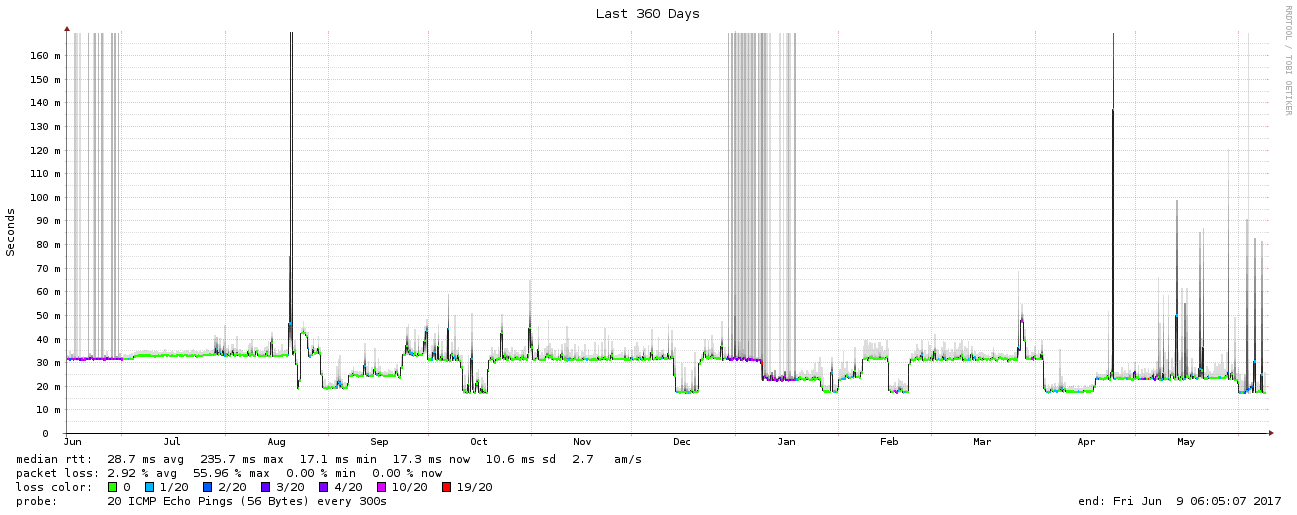 Last 360 Days
RRDTOOL / TOBI OETIKER
Seconds
160 m
150 m
140 m
130 m
120 m
110 m
100 m
90 m
80 m
70 m
60 m
50 m
40 m
30 m
20 m
10 m
0
Jun Jul Aug Sep Oct Nov Dec Jan Feb Mar Apr May
median rtt: 28.7 ms avg 235.7 ms max 17.1 ms min 17.3 ms now 10.6 ms sd 2.7 am/s
packet loss: 2.92 % avg 55.96 % max 0.00 % min 0.00 % now
loss color: 0 1/20 2/20 3/20 4/20 10/20 19/20
probe: 20 ICMP Echo Pings (56 Bytes) every 300s end: Fri Jun 9 06:05:07 2017